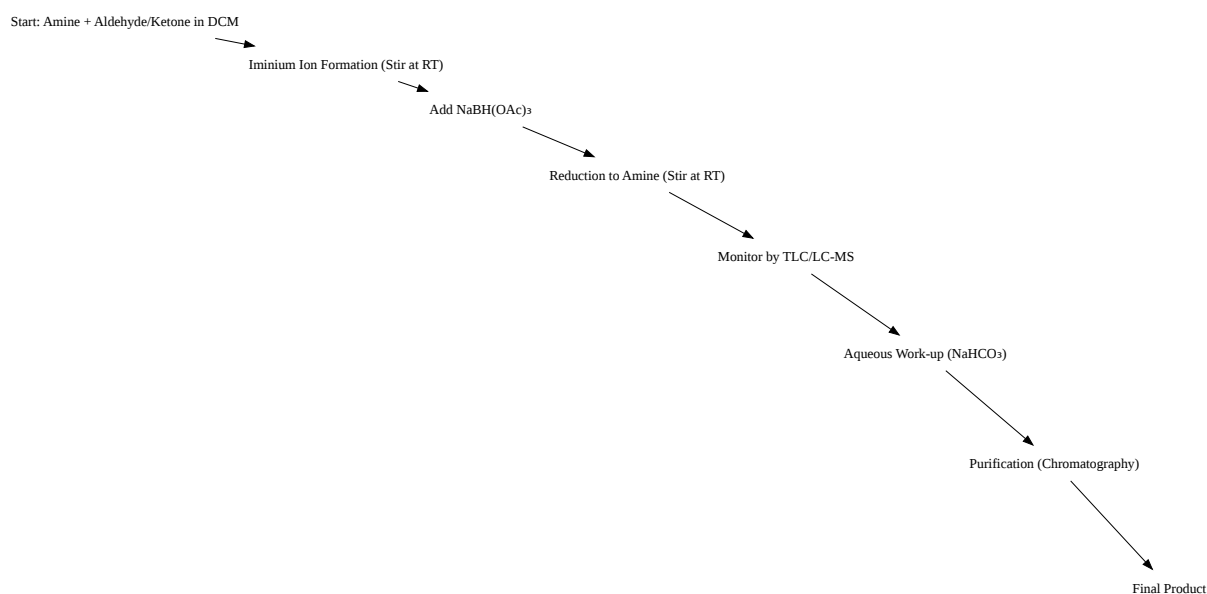 Start: Amine + Aldehyde/Ketone in DCM
Iminium Ion Formation (Stir at RT)
Add NaBH(OAc)₃
Reduction to Amine (Stir at RT)
Monitor by TLC/LC-MS
Aqueous Work-up (NaHCO₃)
Purification (Chromatography)
Final Product